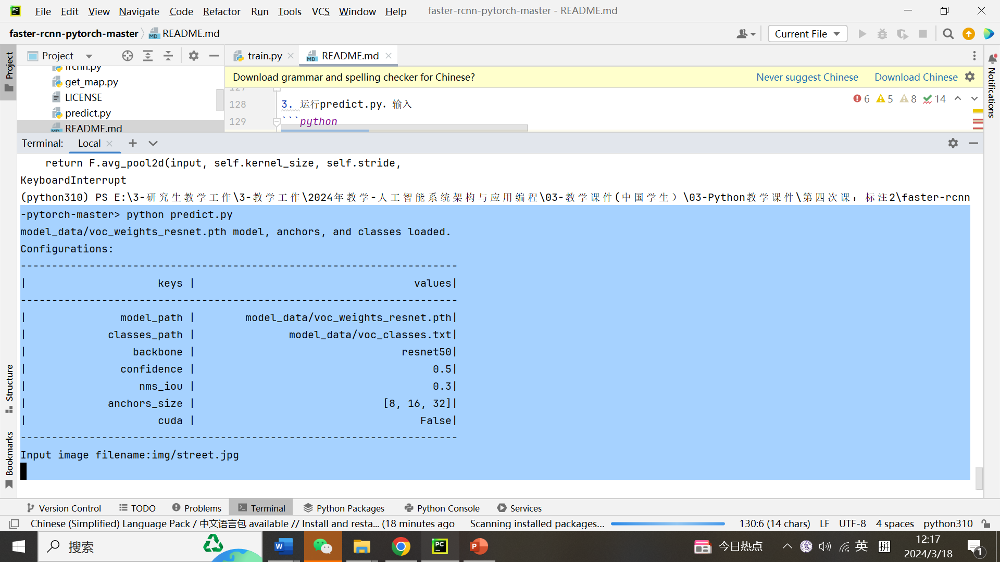 File Edit View Navigate Code Refactor Run Tools VCS Window Help faster-rcnn-pytorch-master - README.md
faster-rcnn-pytorch-master README.md Current File
Project train.py README.md
Project
frcnn.py
get_map.py
LICENSE
predict.py
README.md
Download grammar and spelling checker for Chinese? Never suggest Chinese Download Chinese
127
128 3. 运行predict.py，输入
129 ```python
6 5 8 14
Notifications
Terminal: Local
return F.avg_pool2d(input, self.kernel_size, self.stride,
KeyboardInterrupt
(python310) PS E:\3-研究生教学工作\3-教学工作\2024年教学-人工智能系统架构与应用编程\03-教学课件(中国学生）\03-Python教学课件\第四次课：标注2\faster-rcnn
-pytorch-master> python predict.py
model_data/voc_weights_resnet.pth model, anchors, and classes loaded.
Configurations:
----------------------------------------------------------------------
| keys | values|
----------------------------------------------------------------------
| model_path | model_data/voc_weights_resnet.pth|
| classes_path | model_data/voc_classes.txt|
| backbone | resnet50|
| confidence | 0.5|
| nms_iou | 0.3|
| anchors_size | [8, 16, 32]|
| cuda | False|
----------------------------------------------------------------------
Input image filename:img/street.jpg
Structure
Bookmarks
Version Control TODO Problems Terminal Python Packages Python Console Services
Chinese (Simplified) Language Pack / 中文语言包 available // Install and resta... (18 minutes ago Scanning installed packages... 130:6 (14 chars) LF UTF-8 4 spaces python310
搜索 今日热点 英 拼 12:17
2024/3/18 1